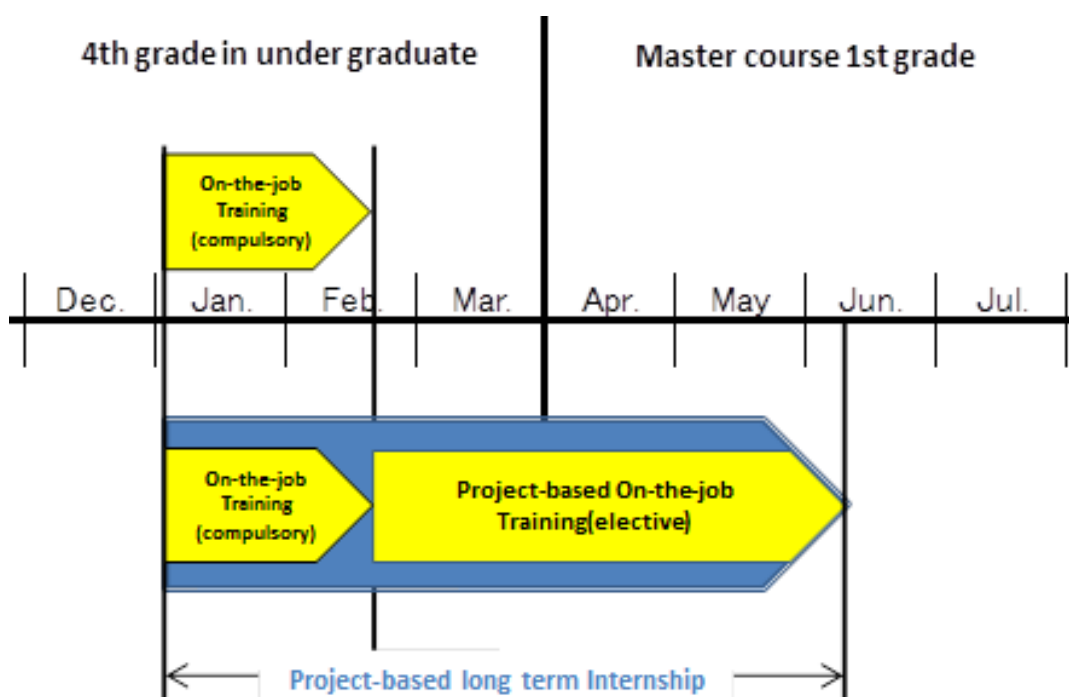 4th grade in under graduate
Master course 1st grade
On-the-job
Training
(compulsory)
Dec.
Jan.
Feb.
Mar.
Apr.
May
Jun.
Jul.
On-the-job
Training
(compulsory)
Project-based On-the-job
Training(elective)
Project-based long term Internship